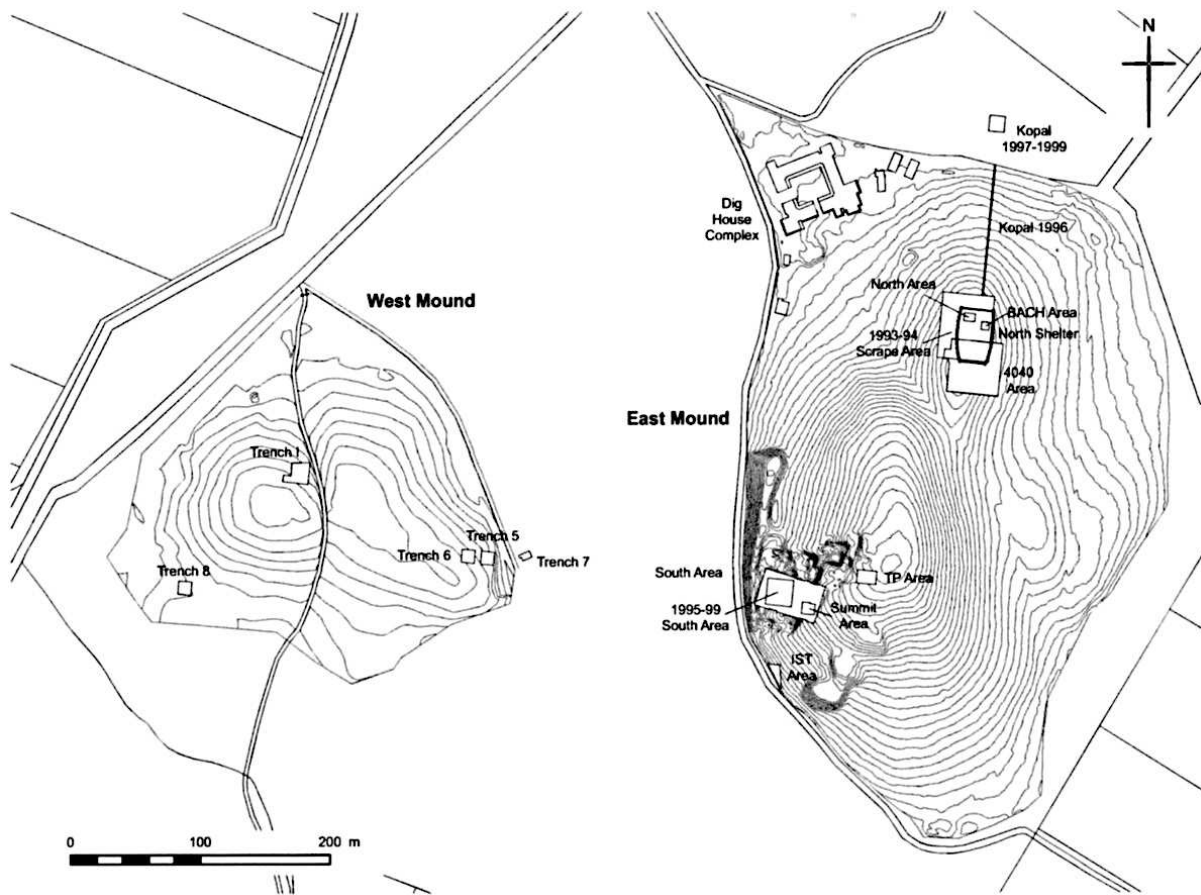 N
Kopal
1997-1999
Dig
House
Complex
Kopal 1996
North Area
BACH Area
North Shelter
1993-94
Scrape Area
4040
Area
West Mound
East Mound
Trench 1
Trench 5
Trench 6
Trench 7
Trench 8
South Area
TP Area
1995-99
South Area
Summit
Area
IST
Area
0 100 200 m